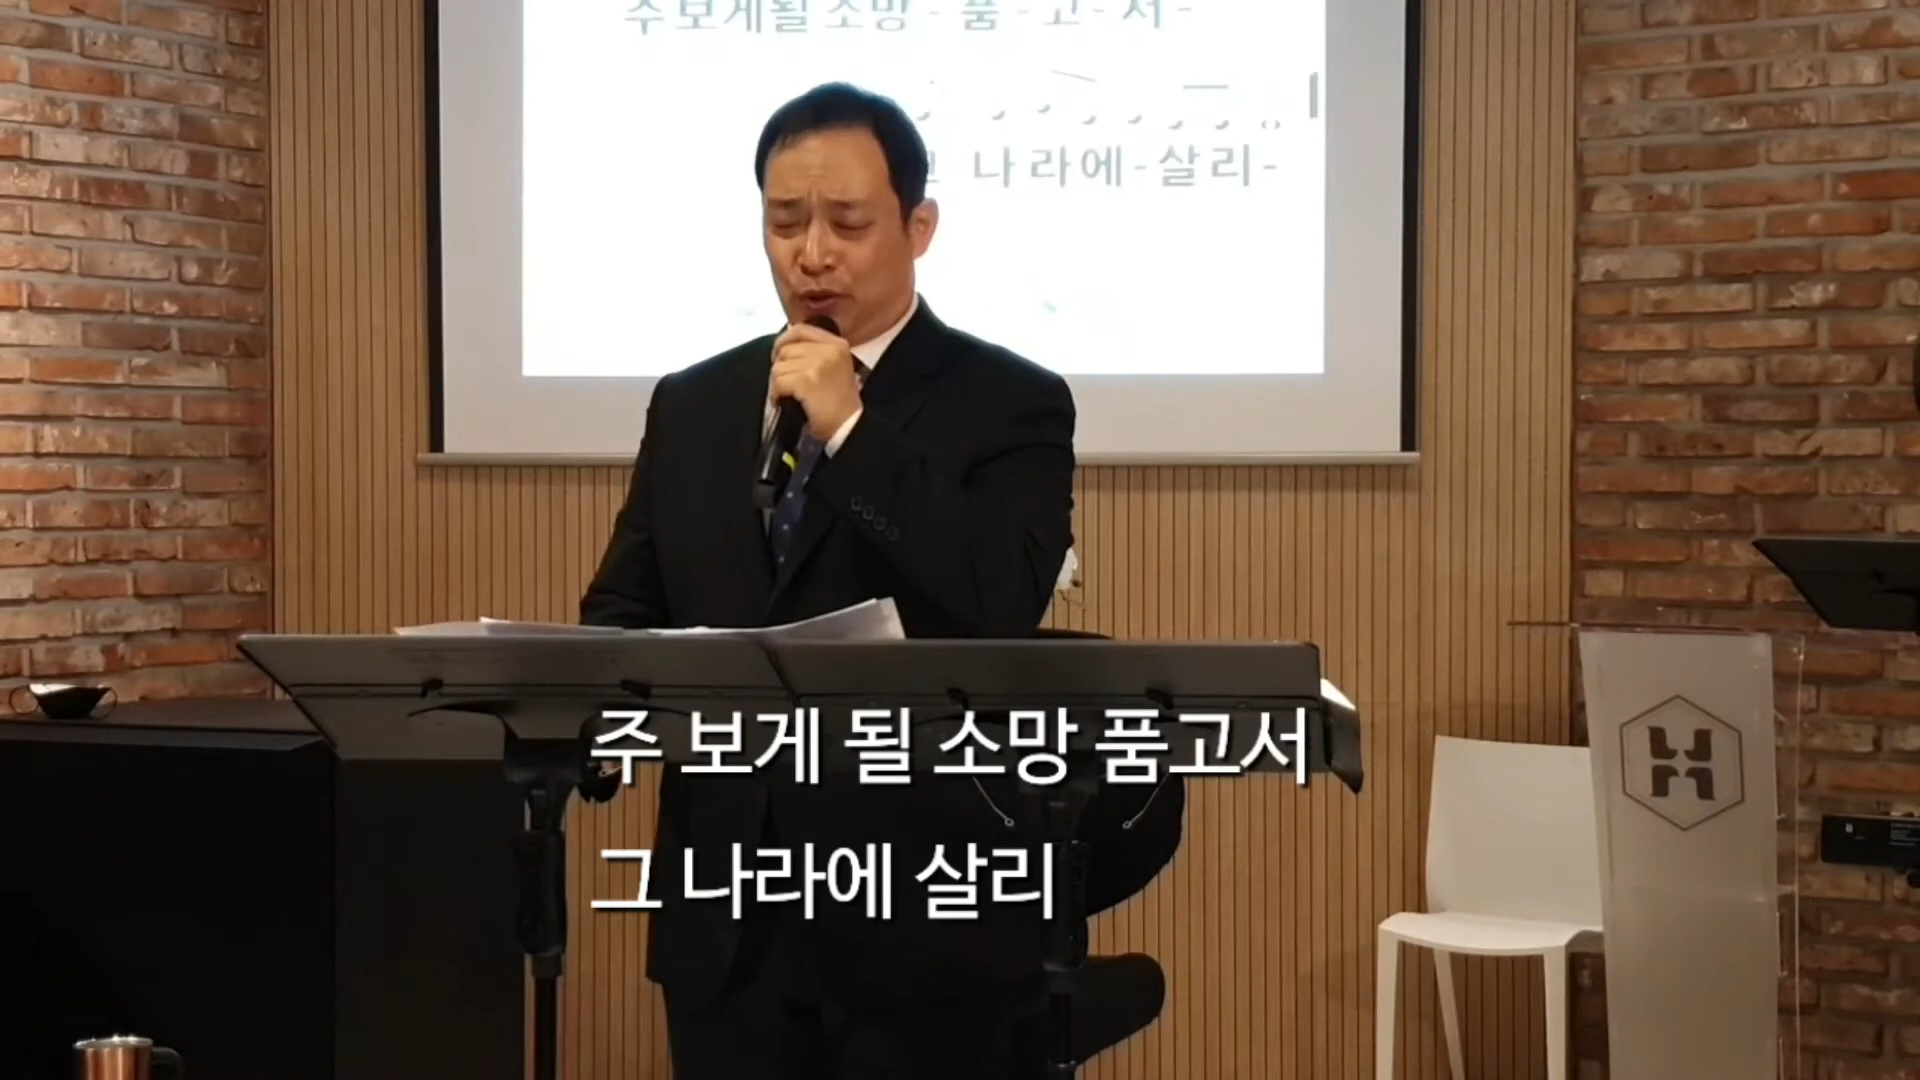 주보게될소망-품-고-서-
나라에-살리-
주 보게 될 소망 품고서
그 나라에 살리